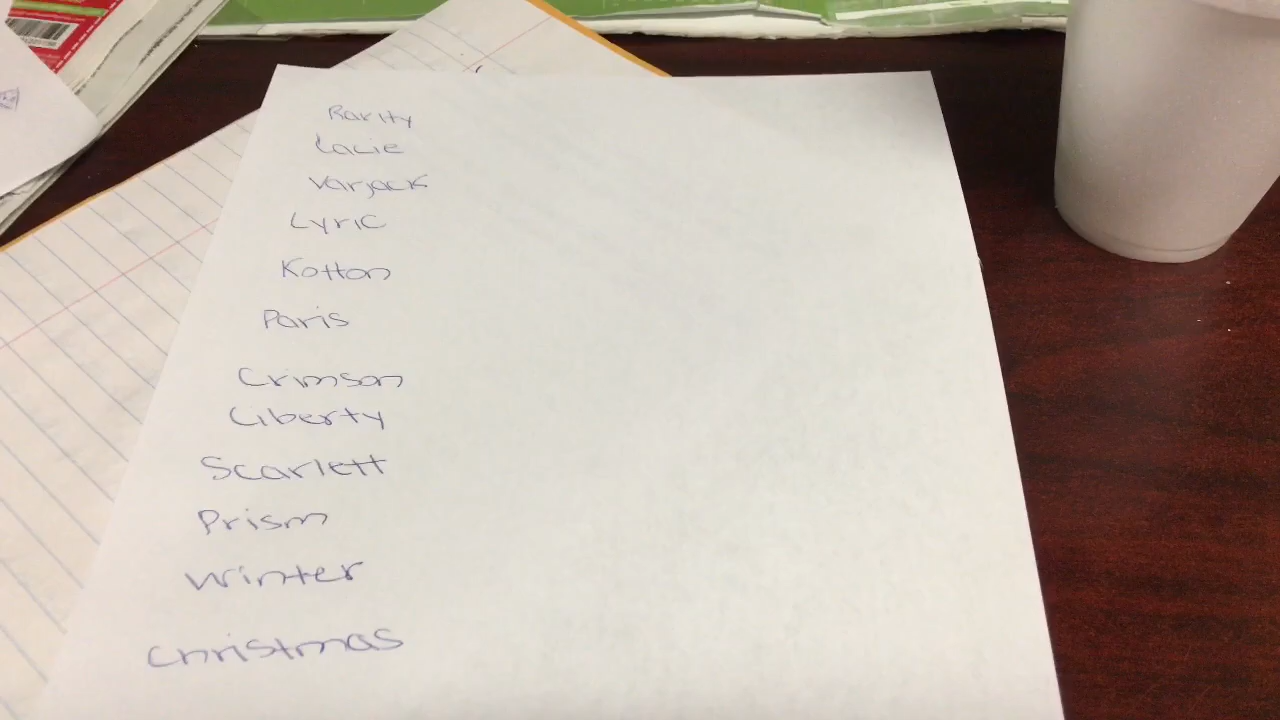 Rarity
Lacie
Varjack
Lyric
Kotton
Paris
Crimson
Liberty
Scarlett
Prism
Winter
Christmas